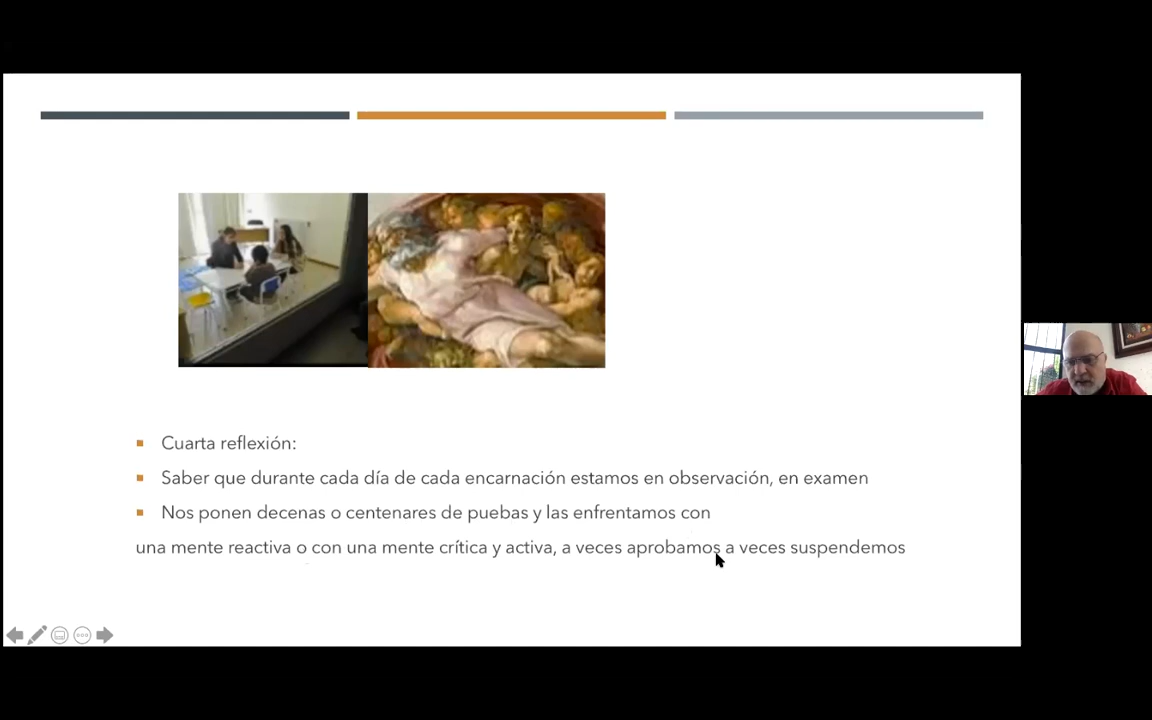 Cuarta reflexión:
Saber que durante cada día de cada encarnación estamos en observación, en examen
Nos ponen decenas o centenares de puebas y las enfrentamos con
una mente reactiva o con una mente crítica y activa, a veces aprobamos a veces suspendemos